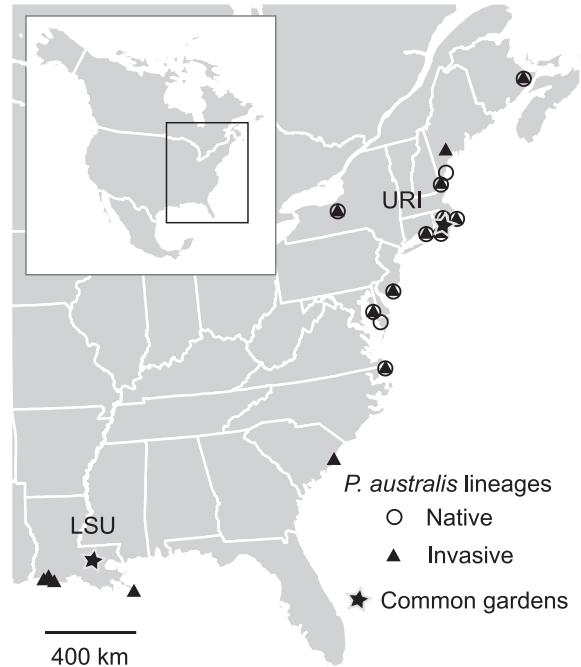 URI
LSU
P. australis lineages
Native
Invasive
Common gardens
400 km